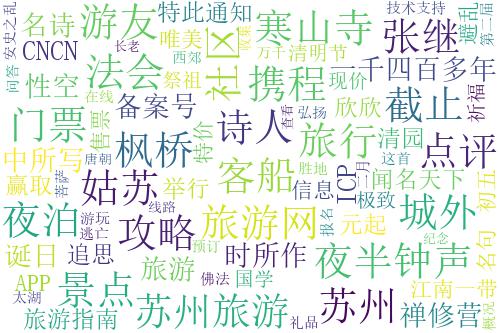 名诗 游友 特此通知 寒山寺 张继 技术支持 避乱 第二届
安史之乱 CNCN 长老 唯美 社区 万千 清明节
问答 性空 法会 西郊 携程 一千四百多年
在线 祭祖 现价 截止 祈福
门票 售票 备案号 诗人 查看 欣欣
枫桥 特价 弘扬 旅行 清园 点评
中所写 唐朝 举行 客船 胜地 ICP 二月 闻名天下 这首
赢取 菩萨 姑苏 信息 极致 初五
夜泊 游玩 线路 攻略 旅游网 报名 元起 城外 名句
诞日 逃亡 追思 预订 时所作 夜半钟声 纪念
APP 旅游 佛法 国学 江南一带
太湖 景点 苏州旅游 苏州 禅修营
旅游指南 礼品